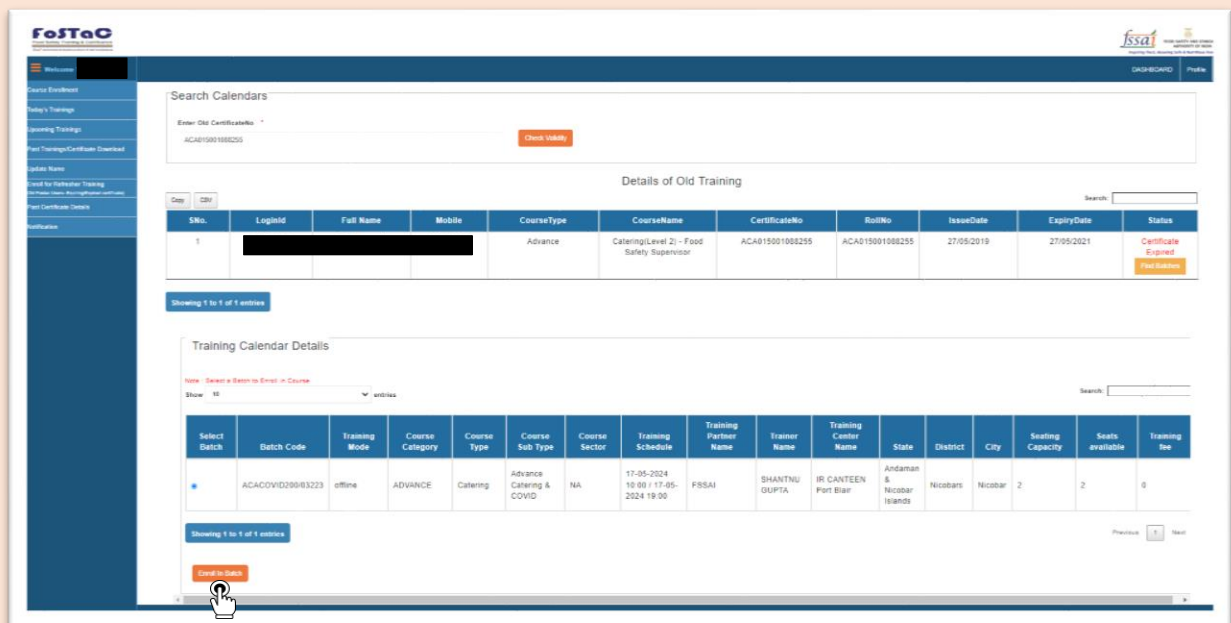 FoSTaC
fssai
Welcome
DASHBOARD Profile
Course Enrollment
Today's Trainings
Upcoming Trainings
Past Trainings/Certificate Download
Update Name
Enroll for Refresher Training
Past Certificate Details
Notification
Search Calendars
Enter Old CertificateNo *
ACA015001088255
Check Validity
Details of Old Training
Copy CSV
Search:
SNo. LoginId Full Name Mobile CourseType CourseName CertificateNo RollNo IssueDate ExpiryDate Status
1 Advance Catering(Level 2) - Food Safety Supervisor ACA015001088255 ACA015001088255 27/05/2019 27/05/2021 Certificate Expired
Find Batches
Showing 1 to 1 of 1 entries
Training Calendar Details
Note : Select a Batch to Enroll in Course
Show 10 entries
Search:
Select Batch Batch Code Training Mode Course Category Course Type Course Sub Type Course Sector Training Schedule Training Partner Name Trainer Name Training Center Name State District City Seating Capacity Seats available Training fee
ACACOVID200/03223 offline ADVANCE Catering Advance Catering & COVID NA 17-05-2024 10:00 / 17-05-2024 19:00 FSSAI SHANTNU GUPTA IR CANTEEN Port Blair Andaman & Nicobar Islands Nicobars Nicobar 2 2 0
Showing 1 to 1 of 1 entries
Previous 1 Next
Enroll In Batch